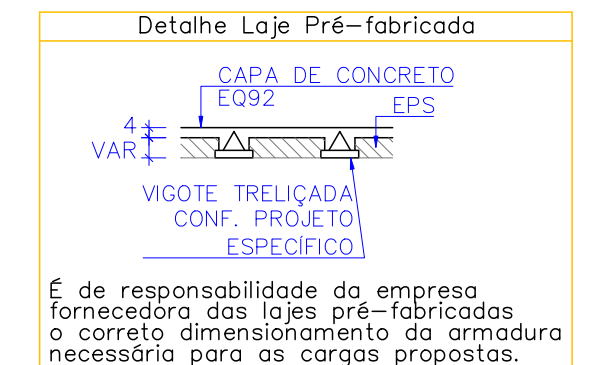 Detalhe Laje Pré-fabricada
CAPA DE CONCRETO
EQ92
EPS
4
VAR
VIGOTE TRELIÇADA
CONF. PROJETO
ESPECÍFICO
É de responsabilidade da empresa
fornecedora das lajes pré-fabricadas
o correto dimensionamento da armadura
necessária para as cargas propostas.